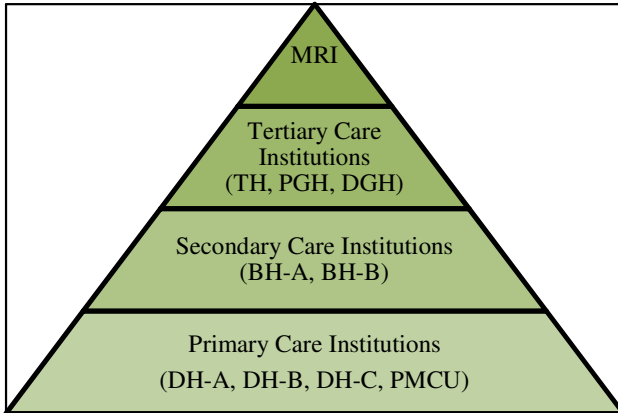 MRI
Tertiary Care
Institutions
(TH, PGH, DGH)
Secondary Care Institutions
(BH-A, BH-B)
Primary Care Institutions
(DH-A, DH-B, DH-C, PMCU)